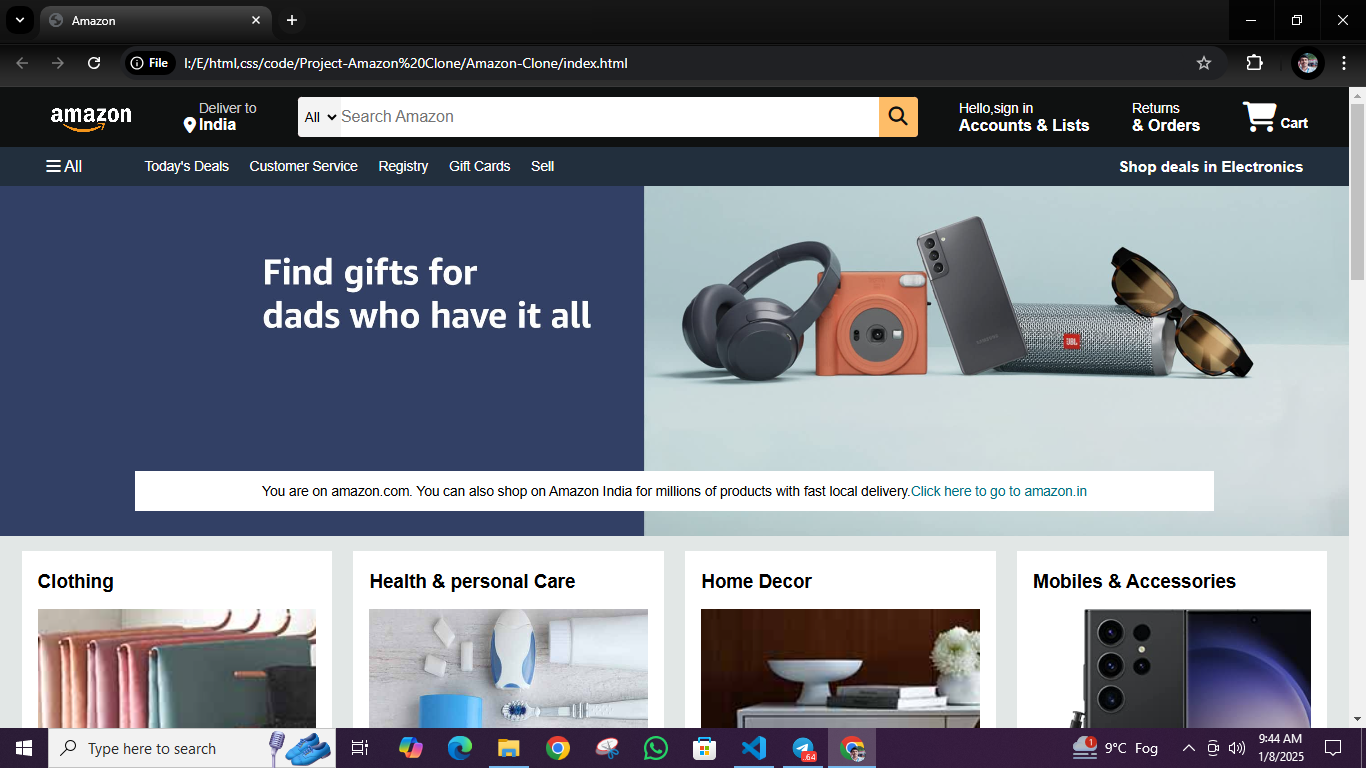 Amazon
File
I:/E/html,css/code/Project-Amazon%20Clone/Amazon-Clone/index.html
amazon
Deliver to
India
All
Search Amazon
Hello,sign in
Accounts & Lists
Returns
& Orders
Cart
All
Today's Deals
Customer Service
Registry
Gift Cards
Sell
Shop deals in Electronics
Find gifts for
dads who have it all
SAMSUNG
JBL
You are on amazon.com. You can also shop on Amazon India for millions of products with fast local delivery.Click here to go to amazon.in
Clothing
Health & personal Care
Home Decor
Mobiles & Accessories
Type here to search
.64
1
9°C Fog
9:44 AM
1/8/2025